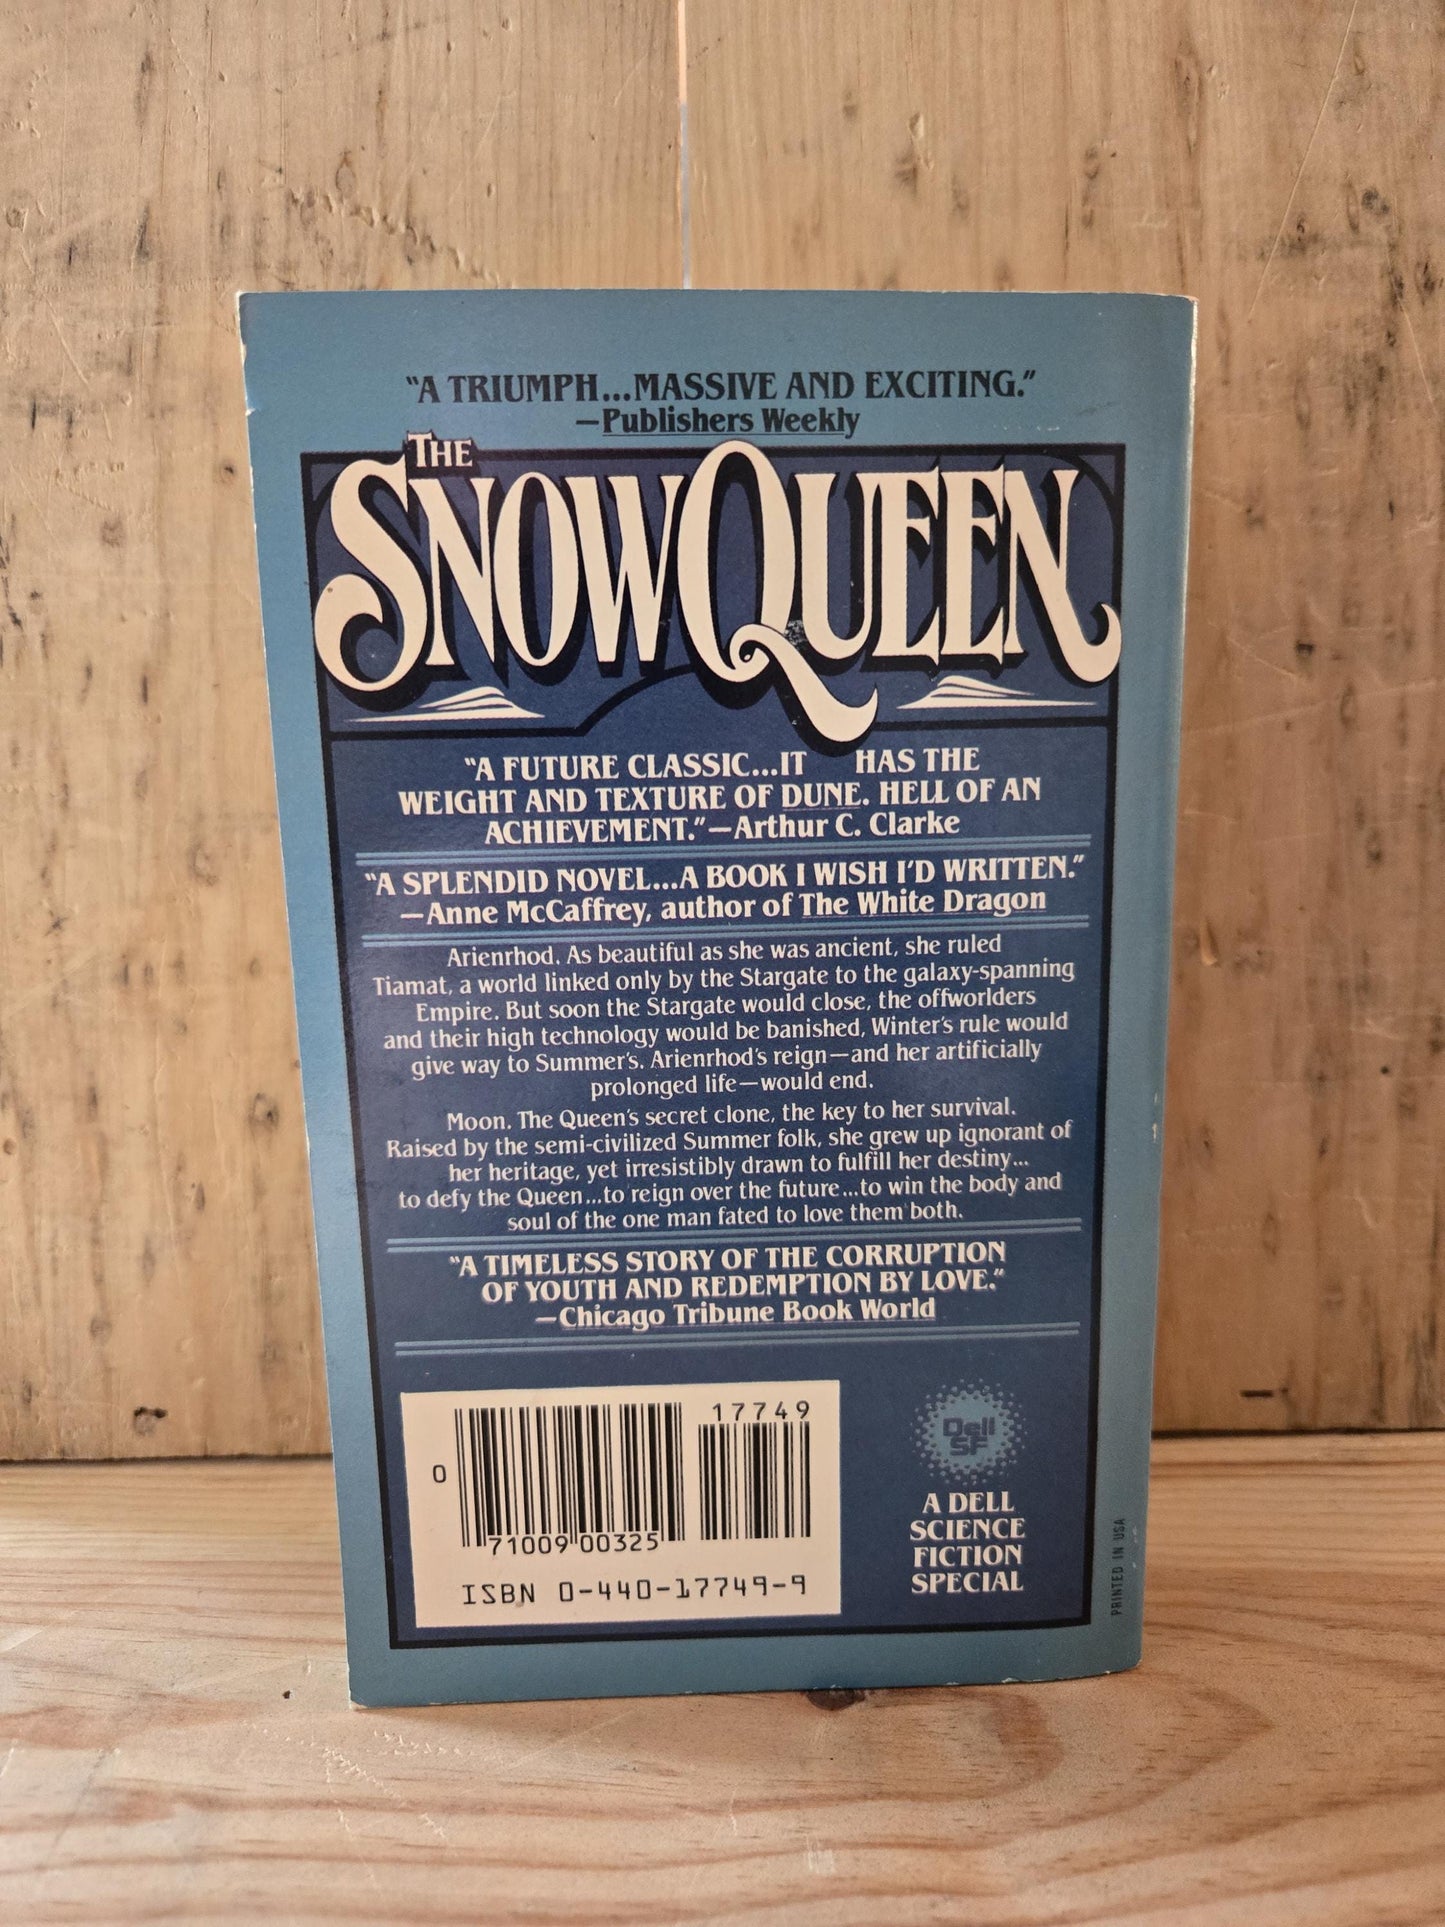 "A TRIUMPH...MASSIVE AND EXCITING."
—Publishers Weekly
THE
SNOW QUEEN
"A FUTURE CLASSIC...IT HAS THE
WEIGHT AND TEXTURE OF DUNE. HELL OF AN
ACHIEVEMENT."—Arthur C. Clarke
"A SPLENDID NOVEL...A BOOK I WISH I'D WRITTEN."
—Anne McCaffrey, author of The White Dragon
Arienrhod. As beautiful as she was ancient, she ruled
Tiamat, a world linked only by the Stargate to the galaxy-spanning
Empire. But soon the Stargate would close, the offworlders
and their high technology would be banished, Winter's rule would
give way to Summer's. Arienrhod's reign—and her artificially
prolonged life—would end.
Moon. The Queen's secret clone, the key to her survival.
Raised by the semi-civilized Summer folk, she grew up ignorant of
her heritage, yet irresistibly drawn to fulfill her destiny...
to defy the Queen...to reign over the future...to win the body and
soul of the one man fated to love them both.
"A TIMELESS STORY OF THE CORRUPTION
OF YOUTH AND REDEMPTION BY LOVE."
—Chicago Tribune Book World
17749
0
71009 00325
ISBN 0-440-17749-9
Dell
SF
A DELL
SCIENCE
FICTION
SPECIAL
PRINTED IN USA